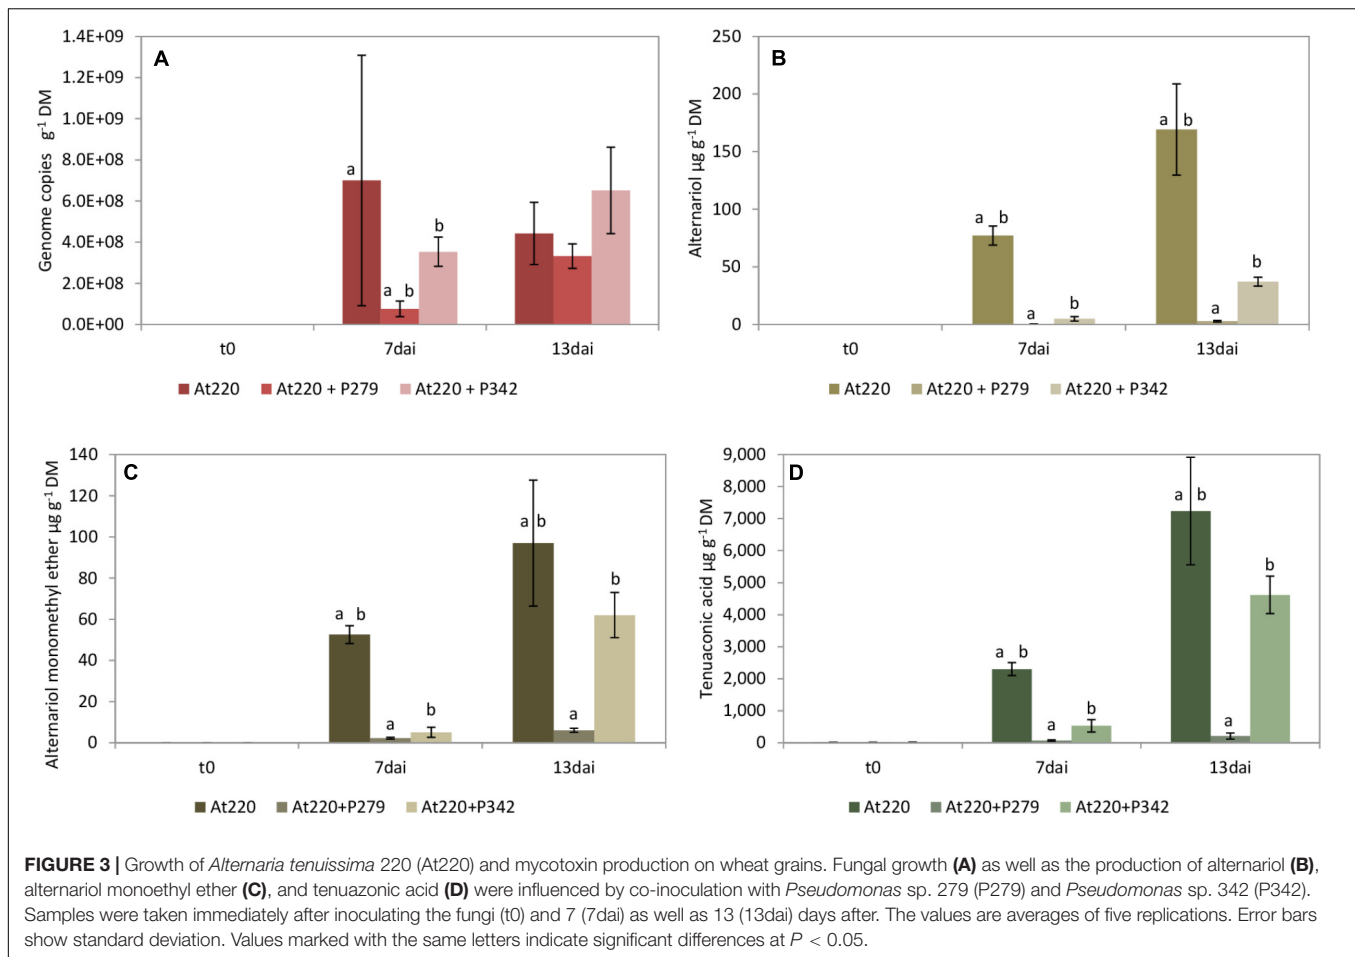 1.4E+09
1.2E+09
1.0E+09
8.0E+08
6.0E+08
4.0E+08
2.0E+08
0.0E+00
Genome copies g-1 DM
A
a
a b
b
t0 7dai 13dai
At220 At220 + P279 At220 + P342
250
200
150
100
50
0
Alternariol µg g-1 DM
B
a b
a
b
a b
a
b
t0 7dai 13dai
At220 At220 + P279 At220 + P342
140
120
100
80
60
40
20
0
Alternariol monomethyl ether µg g-1 DM
C
a b
a
b
a b
a
b
t0 7dai 13dai
At220 At220+P279 At220+P342
9,000
8,000
7,000
6,000
5,000
4,000
3,000
2,000
1,000
0
Tenuaconic acid µg g-1 DM
D
a b
a
b
a b
a
b
t0 7dai 13dai
At220 At220+P279 At220+P342
FIGURE 3 | Growth of Alternaria tenuissima 220 (At220) and mycotoxin production on wheat grains. Fungal growth (A) as well as the production of alternariol (B),
alternariol monoethyl ether (C), and tenuazonic acid (D) were influenced by co-inoculation with Pseudomonas sp. 279 (P279) and Pseudomonas sp. 342 (P342).
Samples were taken immediately after inoculating the fungi (t0) and 7 (7dai) as well as 13 (13dai) days after. The values are averages of five replications. Error bars
show standard deviation. Values marked with the same letters indicate significant differences at P < 0.05.